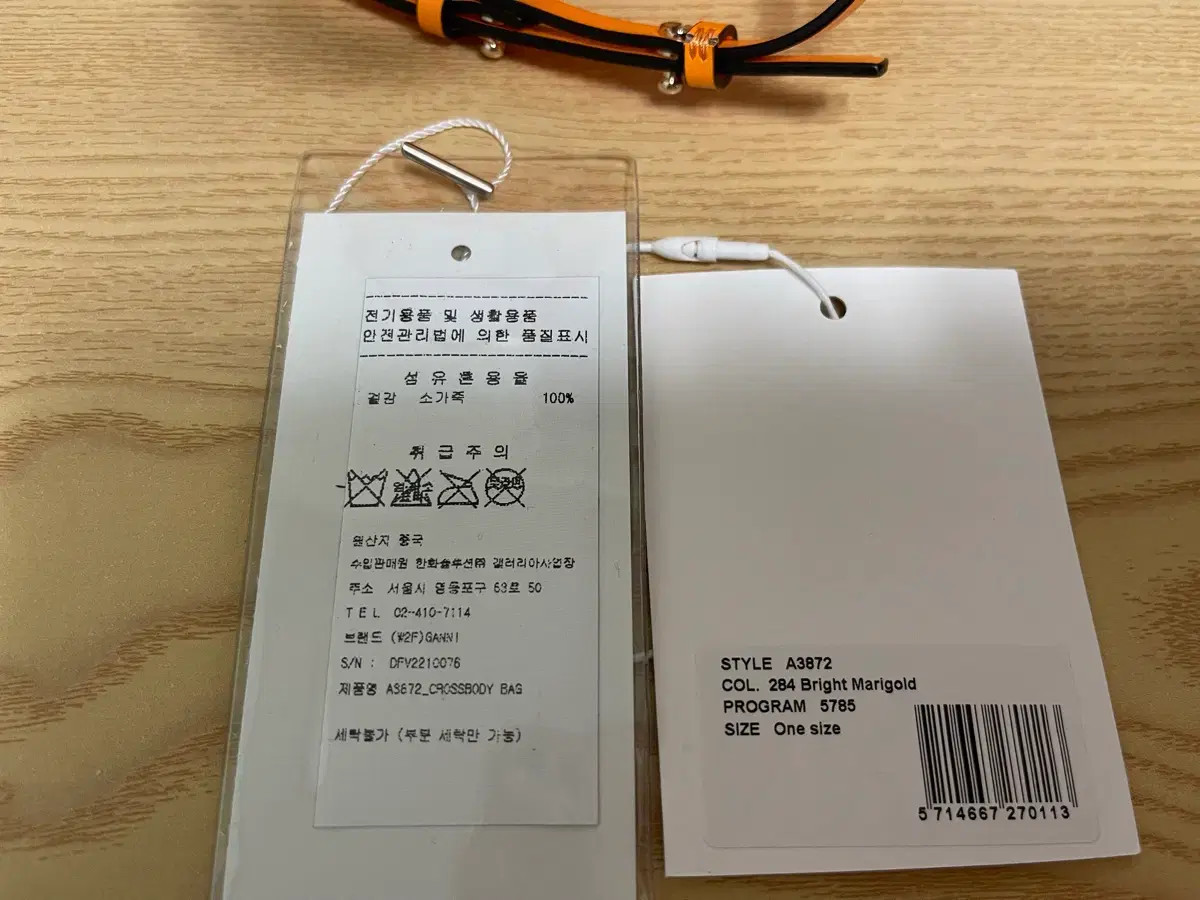 전기용품 및 생활용품
안전관리법에 의한 품질표시
섬 유 혼 용 율
겉감 소가죽 100%
취 급 주 의
원산지 중국
수입판매원 한화솔루션㈜ 갤러리아사업장
주소 서울시 영등포구 63로 50
T E L 02-410-7114
브랜드 (W2F)GANNI
S/N : DFV2210076
제품명 A3872_CROSSBODY BAG
세탁불가 (부분 세탁만 가능)
STYLE A3872
COL. 284 Bright Marigold
PROGRAM 5785
SIZE One size
5 714667 270113